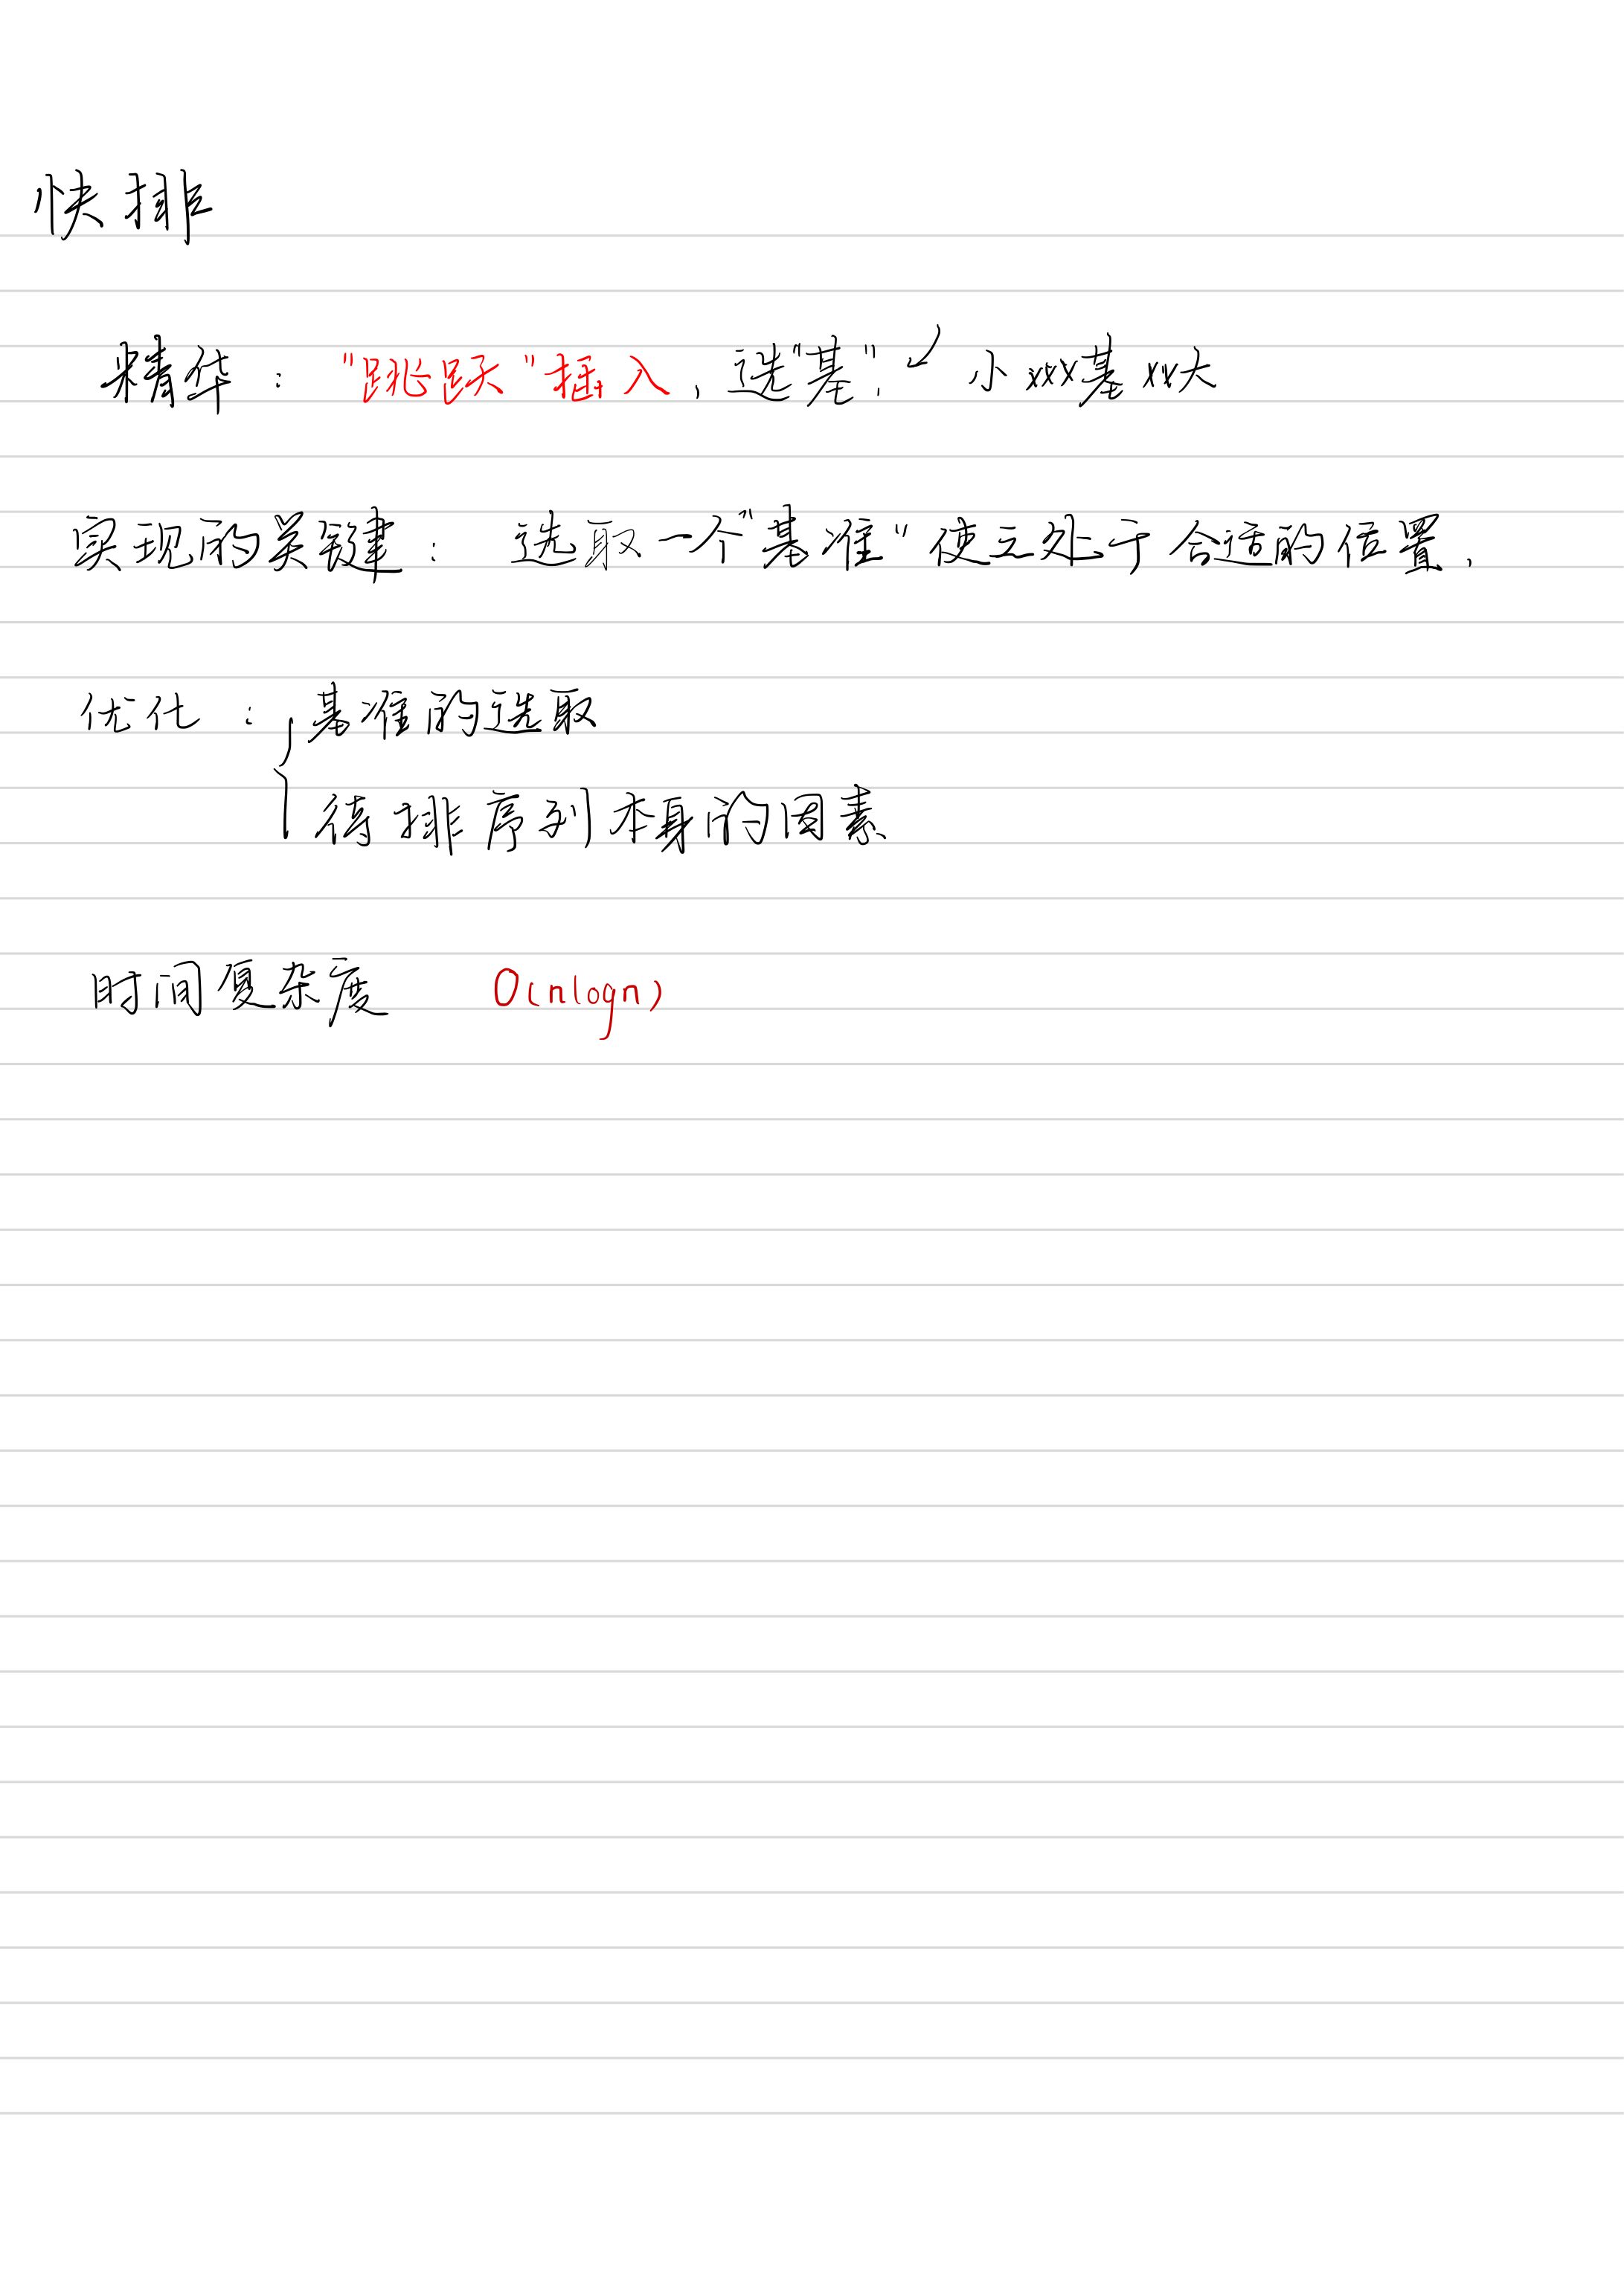 快排
精华：“跳跃”插入，选“基”，小xxx基xx大
实现的关键：选取一个“基准”使之处于合适的位置.
优化：基准的选取
待排序列本身的因素
时间复杂度 O(nlogn)